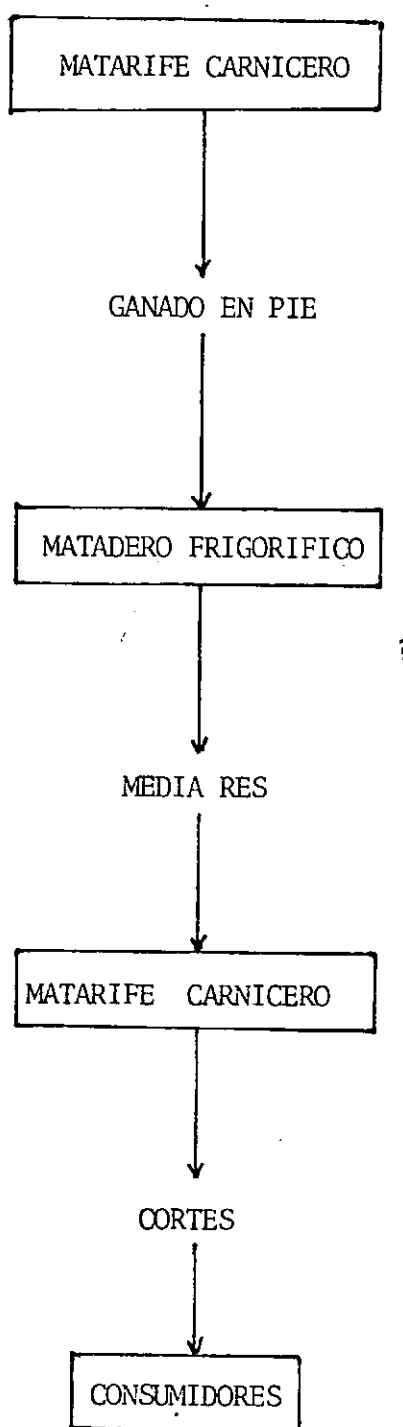 MATARIFE CARNICERO
GANADO EN PIE
MATADERO FRIGORIFICO
MEDIA RES
MATARIFE CARNICERO
CORTES
CONSUMIDORES